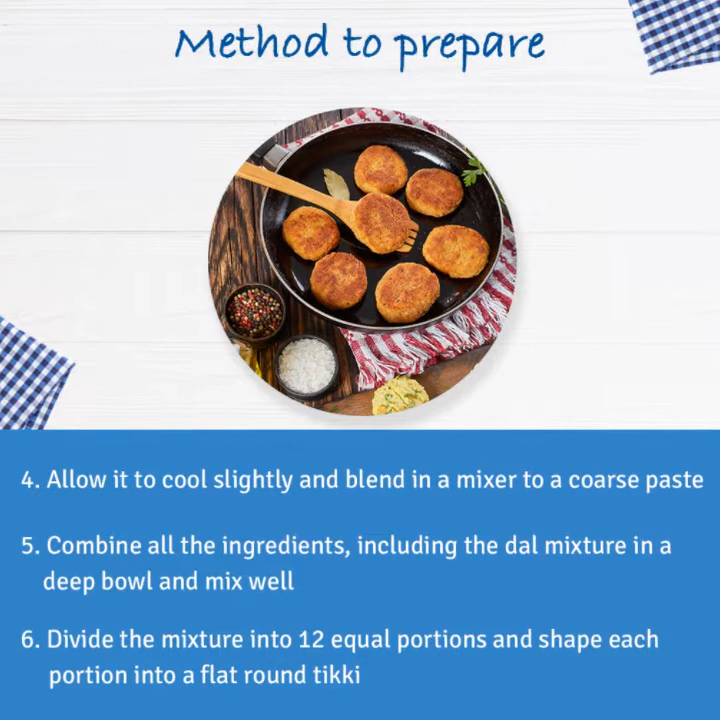 Method to prepare
4. Allow it to cool slightly and blend in a mixer to a coarse paste
5. Combine all the ingredients, including the dal mixture in a
deep bowl and mix well
6. Divide the mixture into 12 equal portions and shape each
portion into a flat round tikki